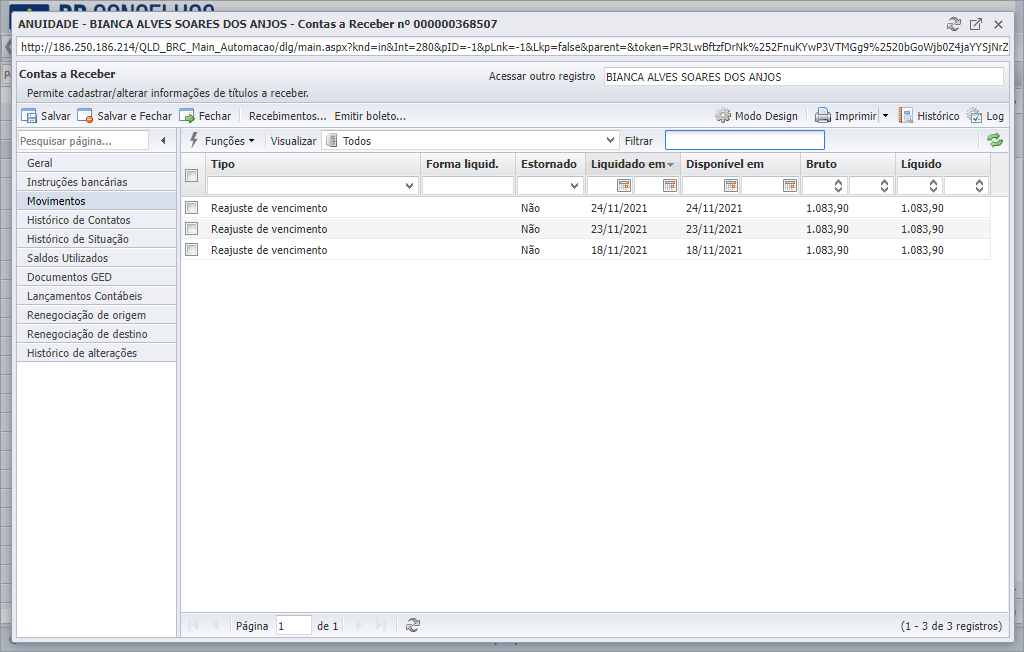 BR CONSELHOS
ANUIDADE - BIANCA ALVES SOARES DOS ANJOS - Contas a Receber nº 000000368507
http://186.250.186.214/QLD_BRC_Main_Automacao/dlg/main.aspx?knd=in&Int=280&pID=-1&pLnk=-1&Lkp=false&parent=&token=PR3LwBftzfDrNk%252FnuKYwP3VTMGg9%2520bGoWjb0Z4jaYYSjNrZ
Contas a Receber
Acessar outro registro BIANCA ALVES SOARES DOS ANJOS
Permite cadastrar/alterar informações de títulos a receber.
Salvar Salvar e Fechar Fechar Recebimentos... Emitir boleto... Modo Design Imprimir Histórico Log
Pesquisar página... Funções Visualizar Todos Filtrar
Geral
Instruções bancárias
Movimentos
Histórico de Contatos
Histórico de Situação
Saldos Utilizados
Documentos GED
Lançamentos Contábeis
Renegociação de origem
Renegociação de destino
Histórico de alterações
Tipo Forma liquid. Estornado Liquidado em Disponível em Bruto Líquido
Reajuste de vencimento Não 24/11/2021 24/11/2021 1.083,90 1.083,90
Reajuste de vencimento Não 23/11/2021 23/11/2021 1.083,90 1.083,90
Reajuste de vencimento Não 18/11/2021 18/11/2021 1.083,90 1.083,90
Página 1 de 1 (1 - 3 de 3 registros)